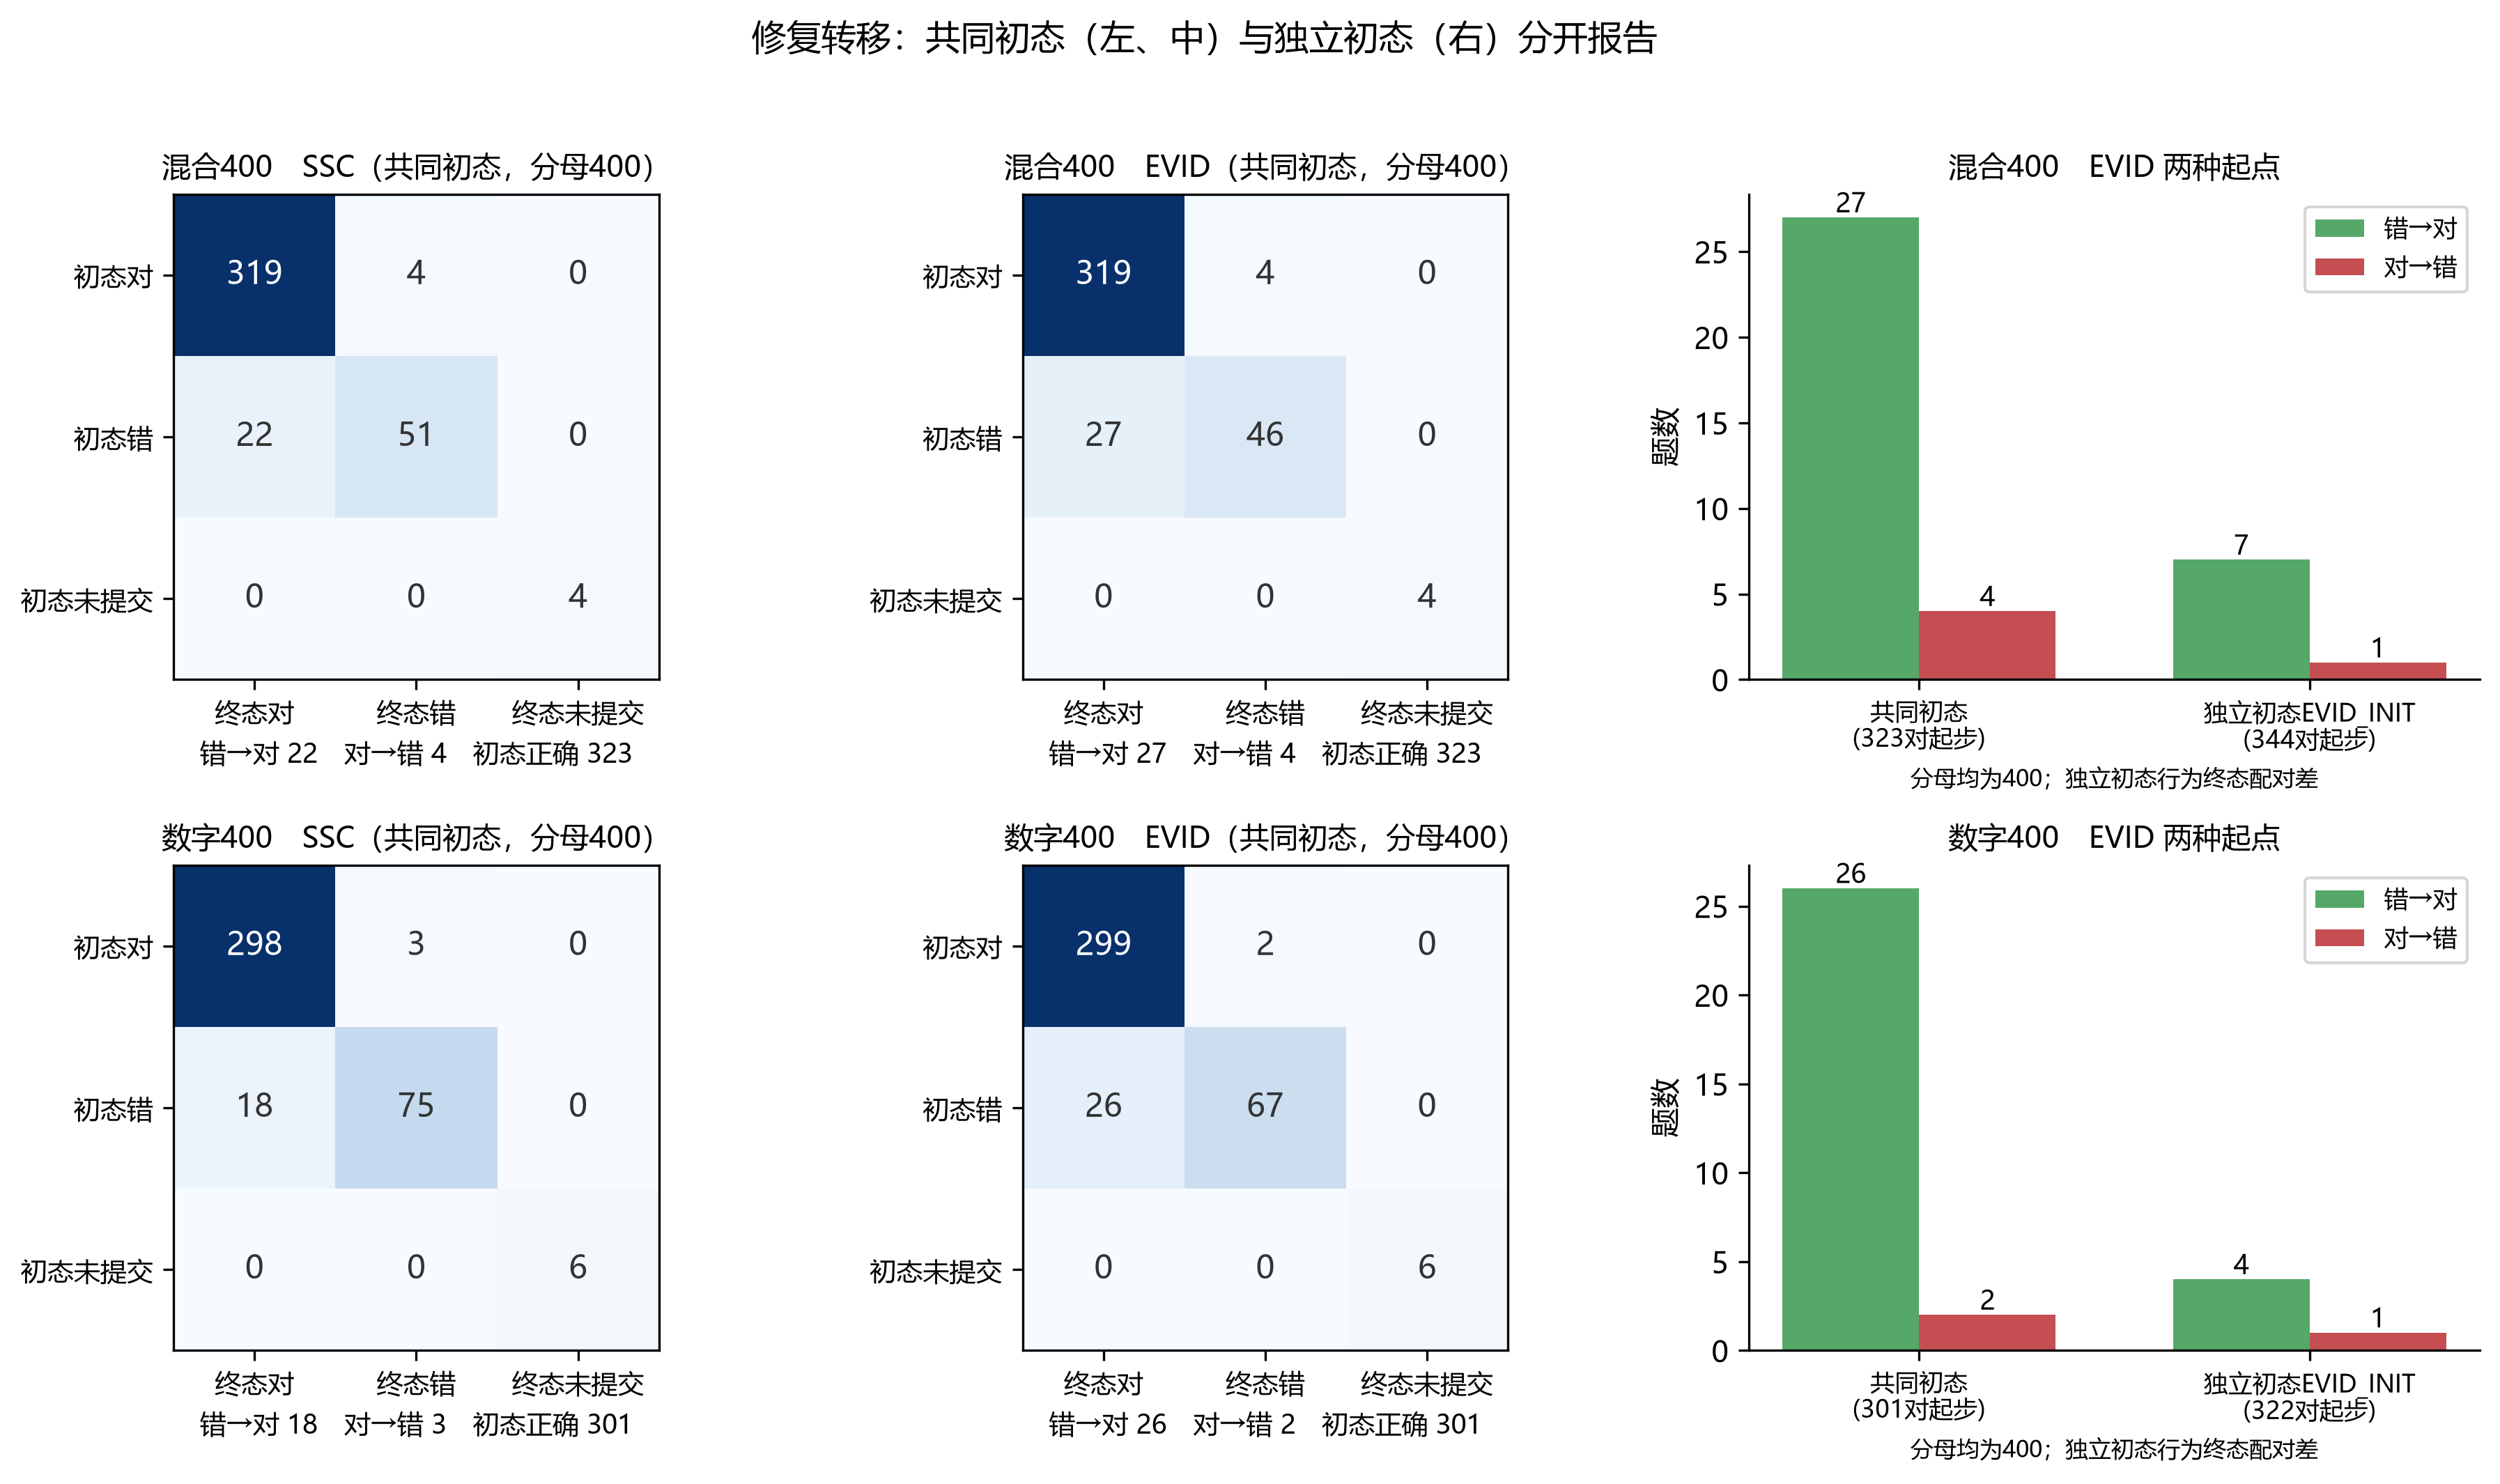 修复转移：共同初态（左、中）与独立初态（右）分开报告
混合400 SSC（共同初态，分母400）
初态对
319 4 0
初态错
22 51 0
初态未提交
0 0 4
终态对 终态错 终态未提交
错→对 22 对→错 4 初态正确 323
混合400 EVID（共同初态，分母400）
初态对
319 4 0
初态错
27 46 0
初态未提交
0 0 4
终态对 终态错 终态未提交
错→对 27 对→错 4 初态正确 323
混合400 EVID 两种起点
错→对
对→错
题数
25
20
15
10
5
0
27
4
7
1
共同初态
(323对起步)
独立初态EVID_INIT
(344对起步)
分母均为400；独立初态行为终态配对差
数字400 SSC（共同初态，分母400）
初态对
298 3 0
初态错
18 75 0
初态未提交
0 0 6
终态对 终态错 终态未提交
错→对 18 对→错 3 初态正确 301
数字400 EVID（共同初态，分母400）
初态对
299 2 0
初态错
26 67 0
初态未提交
0 0 6
终态对 终态错 终态未提交
错→对 26 对→错 2 初态正确 301
数字400 EVID 两种起点
错→对
对→错
题数
25
20
15
10
5
0
26
2
4
1
共同初态
(301对起步)
独立初态EVID_INIT
(322对起步)
分母均为400；独立初态行为终态配对差